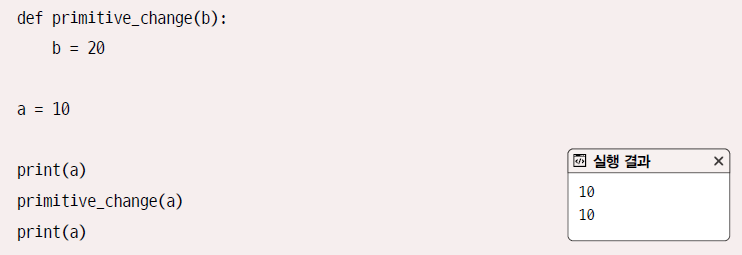 def primitive_change(b):
    b = 20
a = 10
print(a)
primitive_change(a)
print(a)
실행 결과
10
10